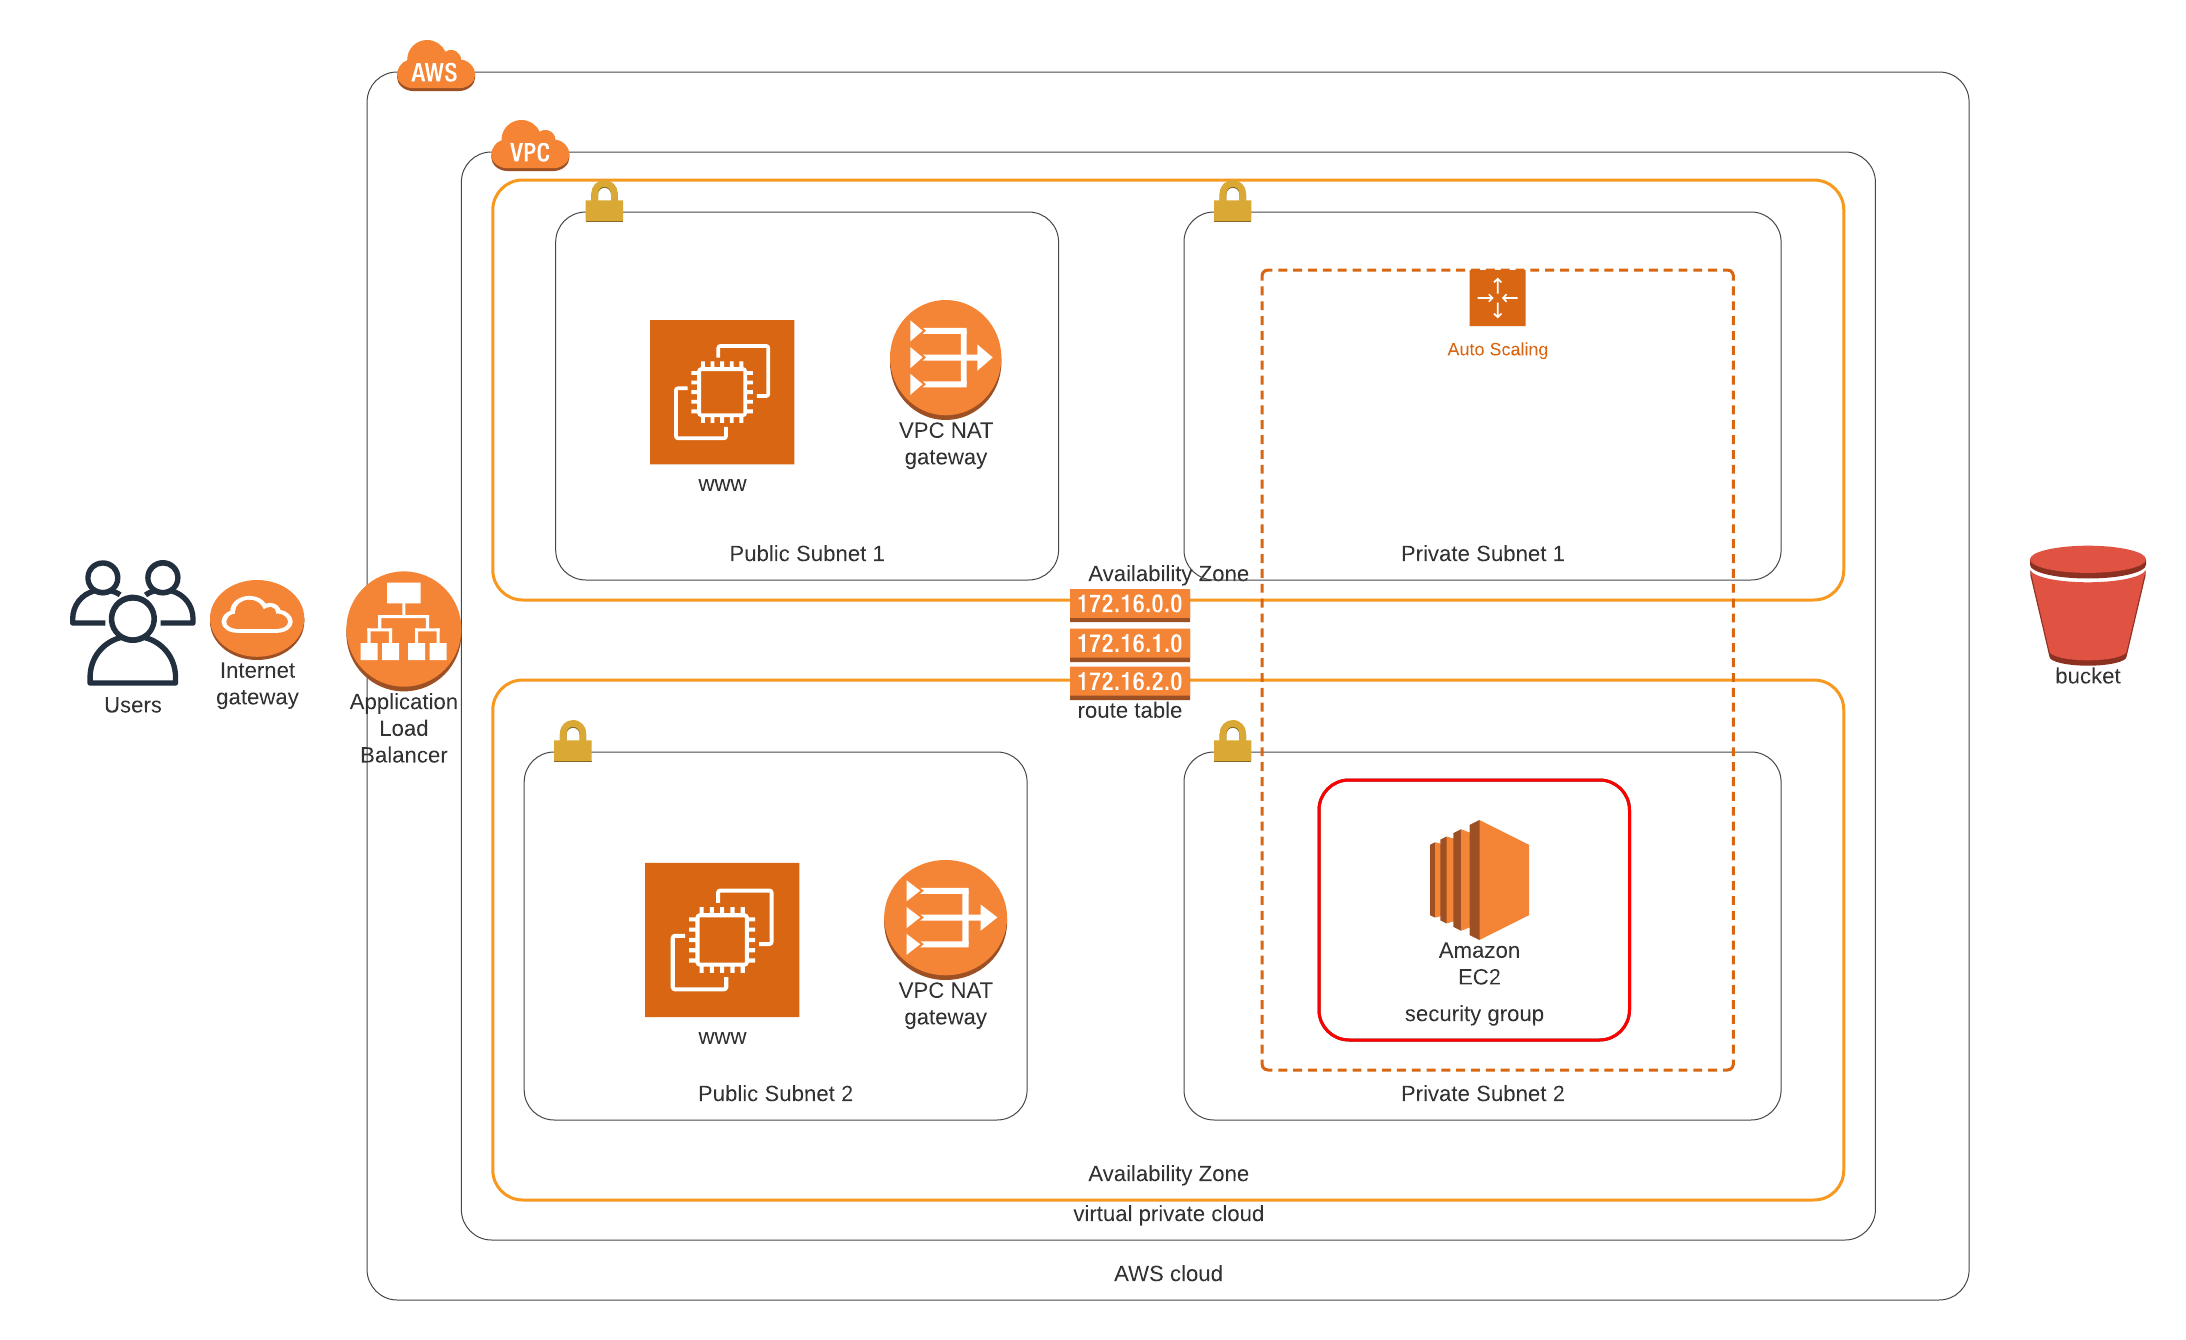 AWS
VPC
www
VPC NAT
gateway
Public Subnet 1
Auto Scaling
Private Subnet 1
Availability Zone
172.16.0.0
172.16.1.0
172.16.2.0
route table
Users
Internet
gateway
Application
Load
Balancer
bucket
www
VPC NAT
gateway
Public Subnet 2
Amazon
EC2
security group
Private Subnet 2
Availability Zone
virtual private cloud
AWS cloud